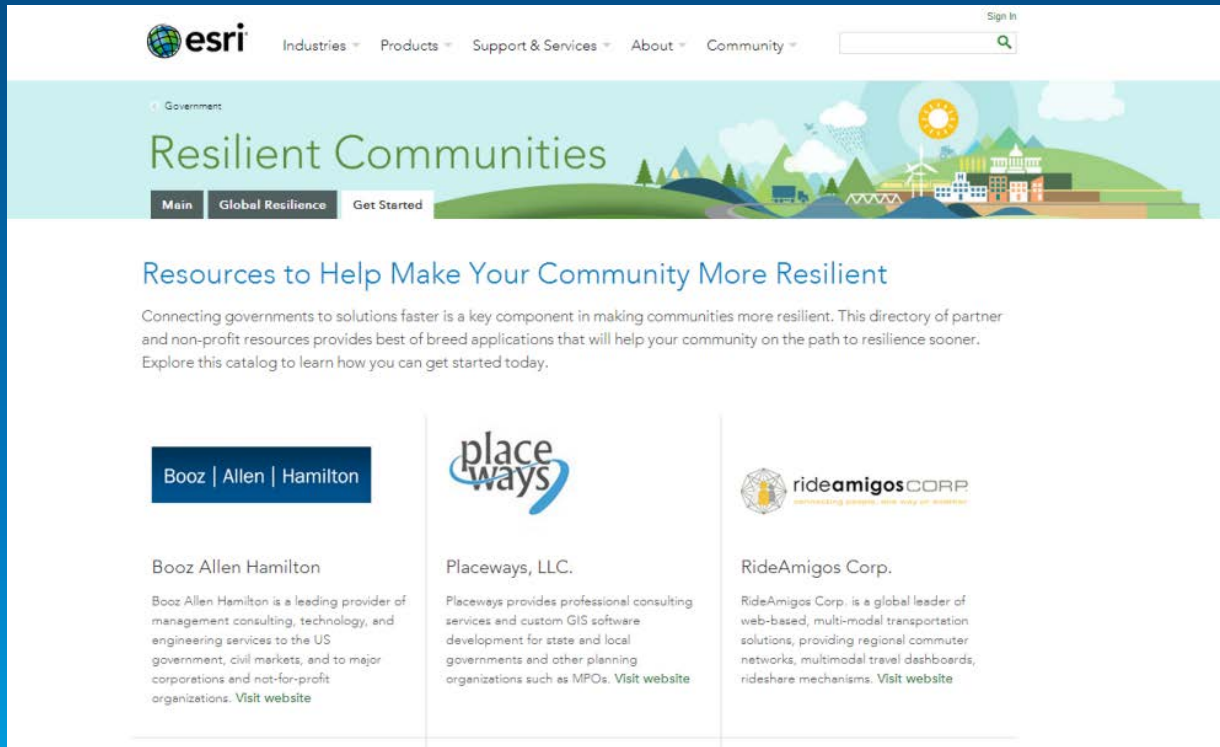 Sign In
esri
Industries Products Support & Services About Community
Government
Resilient Communities
Main Global Resilience Get Started
Resources to Help Make Your Community More Resilient
Connecting governments to solutions faster is a key component in making communities more resilient. This directory of partner
and non-profit resources provides best of breed applications that will help your community on the path to resilience sooner.
Explore this catalog to learn how you can get started today.
Booz | Allen | Hamilton
Booz Allen Hamilton
Booz Allen Hamilton is a leading provider of
management consulting, technology, and
engineering services to the US
government, civil markets, and to major
corporations and not-for-profit
organizations. Visit website
place
ways
Placeways, LLC.
Placeways provides professional consulting
services and custom GIS software
development for state and local
governments and other planning
organizations such as MPOs. Visit website
rideamigos CORP.
connecting people, one way or another
RideAmigos Corp.
RideAmigos Corp. is a global leader of
web-based, multi-modal transportation
solutions, providing regional commuter
networks, multimodal travel dashboards,
rideshare mechanisms. Visit website